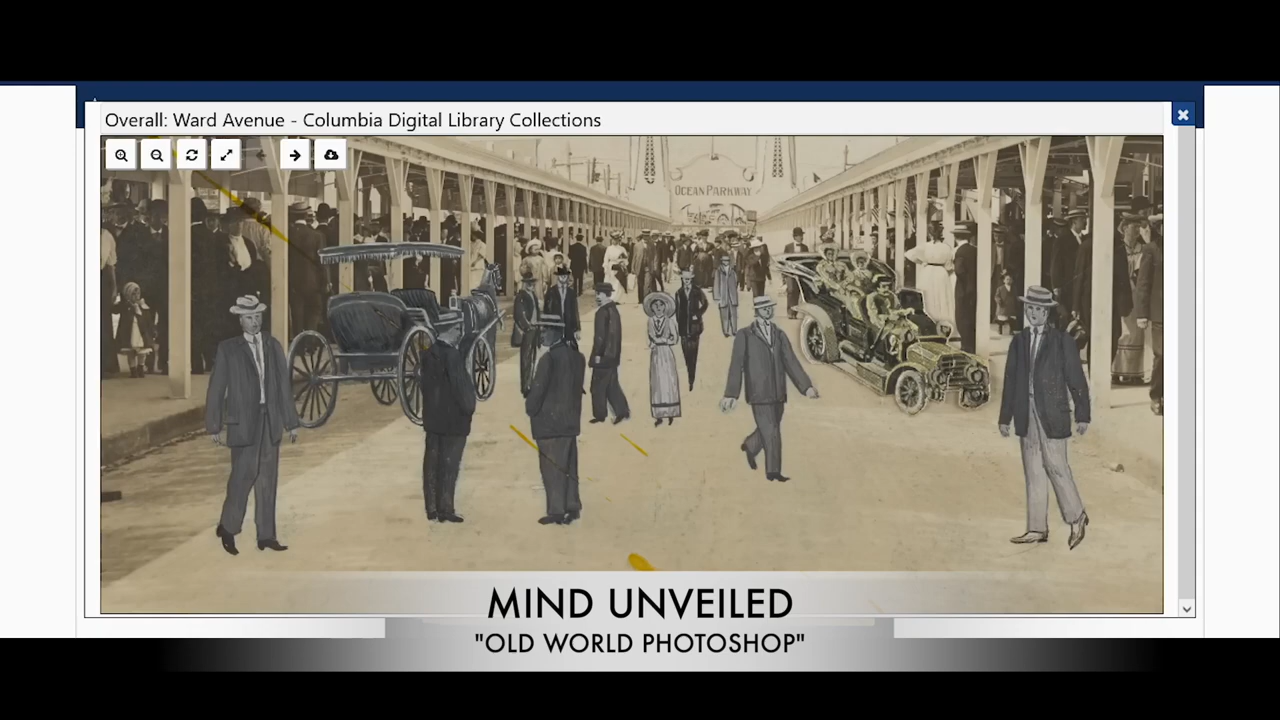 Overall: Ward Avenue - Columbia Digital Library Collections
OCEAN PARKWAY
MIND UNVEILED
"OLD WORLD PHOTOSHOP"